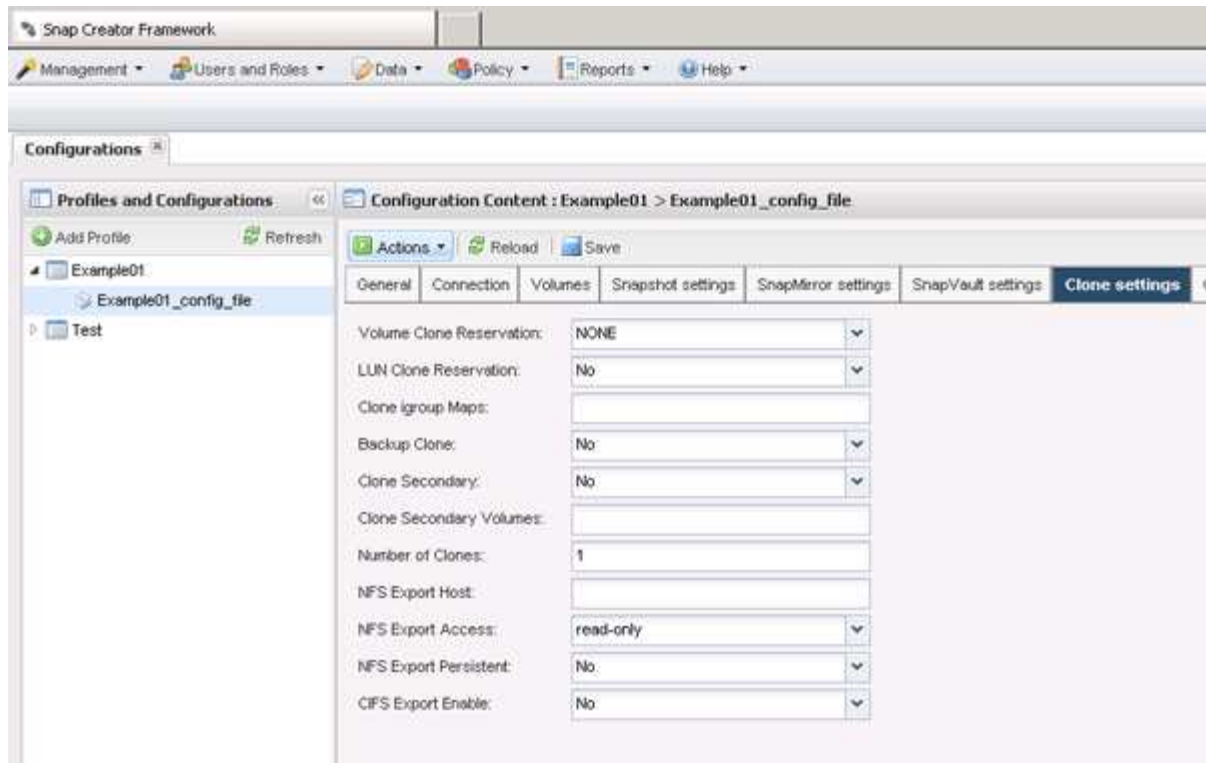 Snap Creator Framework
Management Users and Roles Data Policy Reports Help
Configurations
Profiles and Configurations
Add Profile Refresh
Example01
Example01_config_file
Test
Configuration Content : Example01 > Example01_config_file
Actions Reload Save
General Connection Volumes Snapshot settings SnapMirror settings SnapVault settings Clone settings
Volume Clone Reservation: NONE
LUN Clone Reservation: No
Clone igroup Maps:
Backup Clone: No
Clone Secondary: No
Clone Secondary Volumes:
Number of Clones: 1
NFS Export Host:
NFS Export Access: read-only
NFS Export Persistent: No
CIFS Export Enable: No